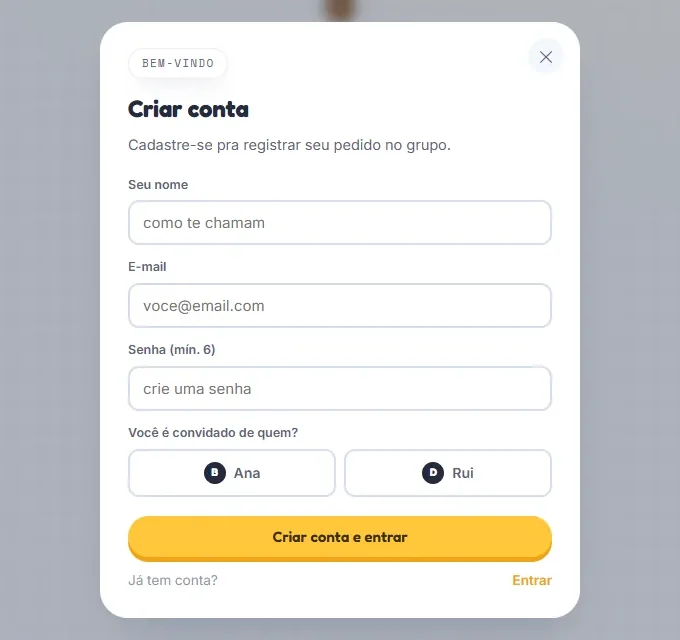 BEM-VINDO
Criar conta
Cadastre-se pra registrar seu pedido no grupo.
Seu nome
como te chamam
E-mail
voce@email.com
Senha (mín. 6)
crie uma senha
Você é convidado de quem?
B Ana
D Rui
Criar conta e entrar
Já tem conta? Entrar